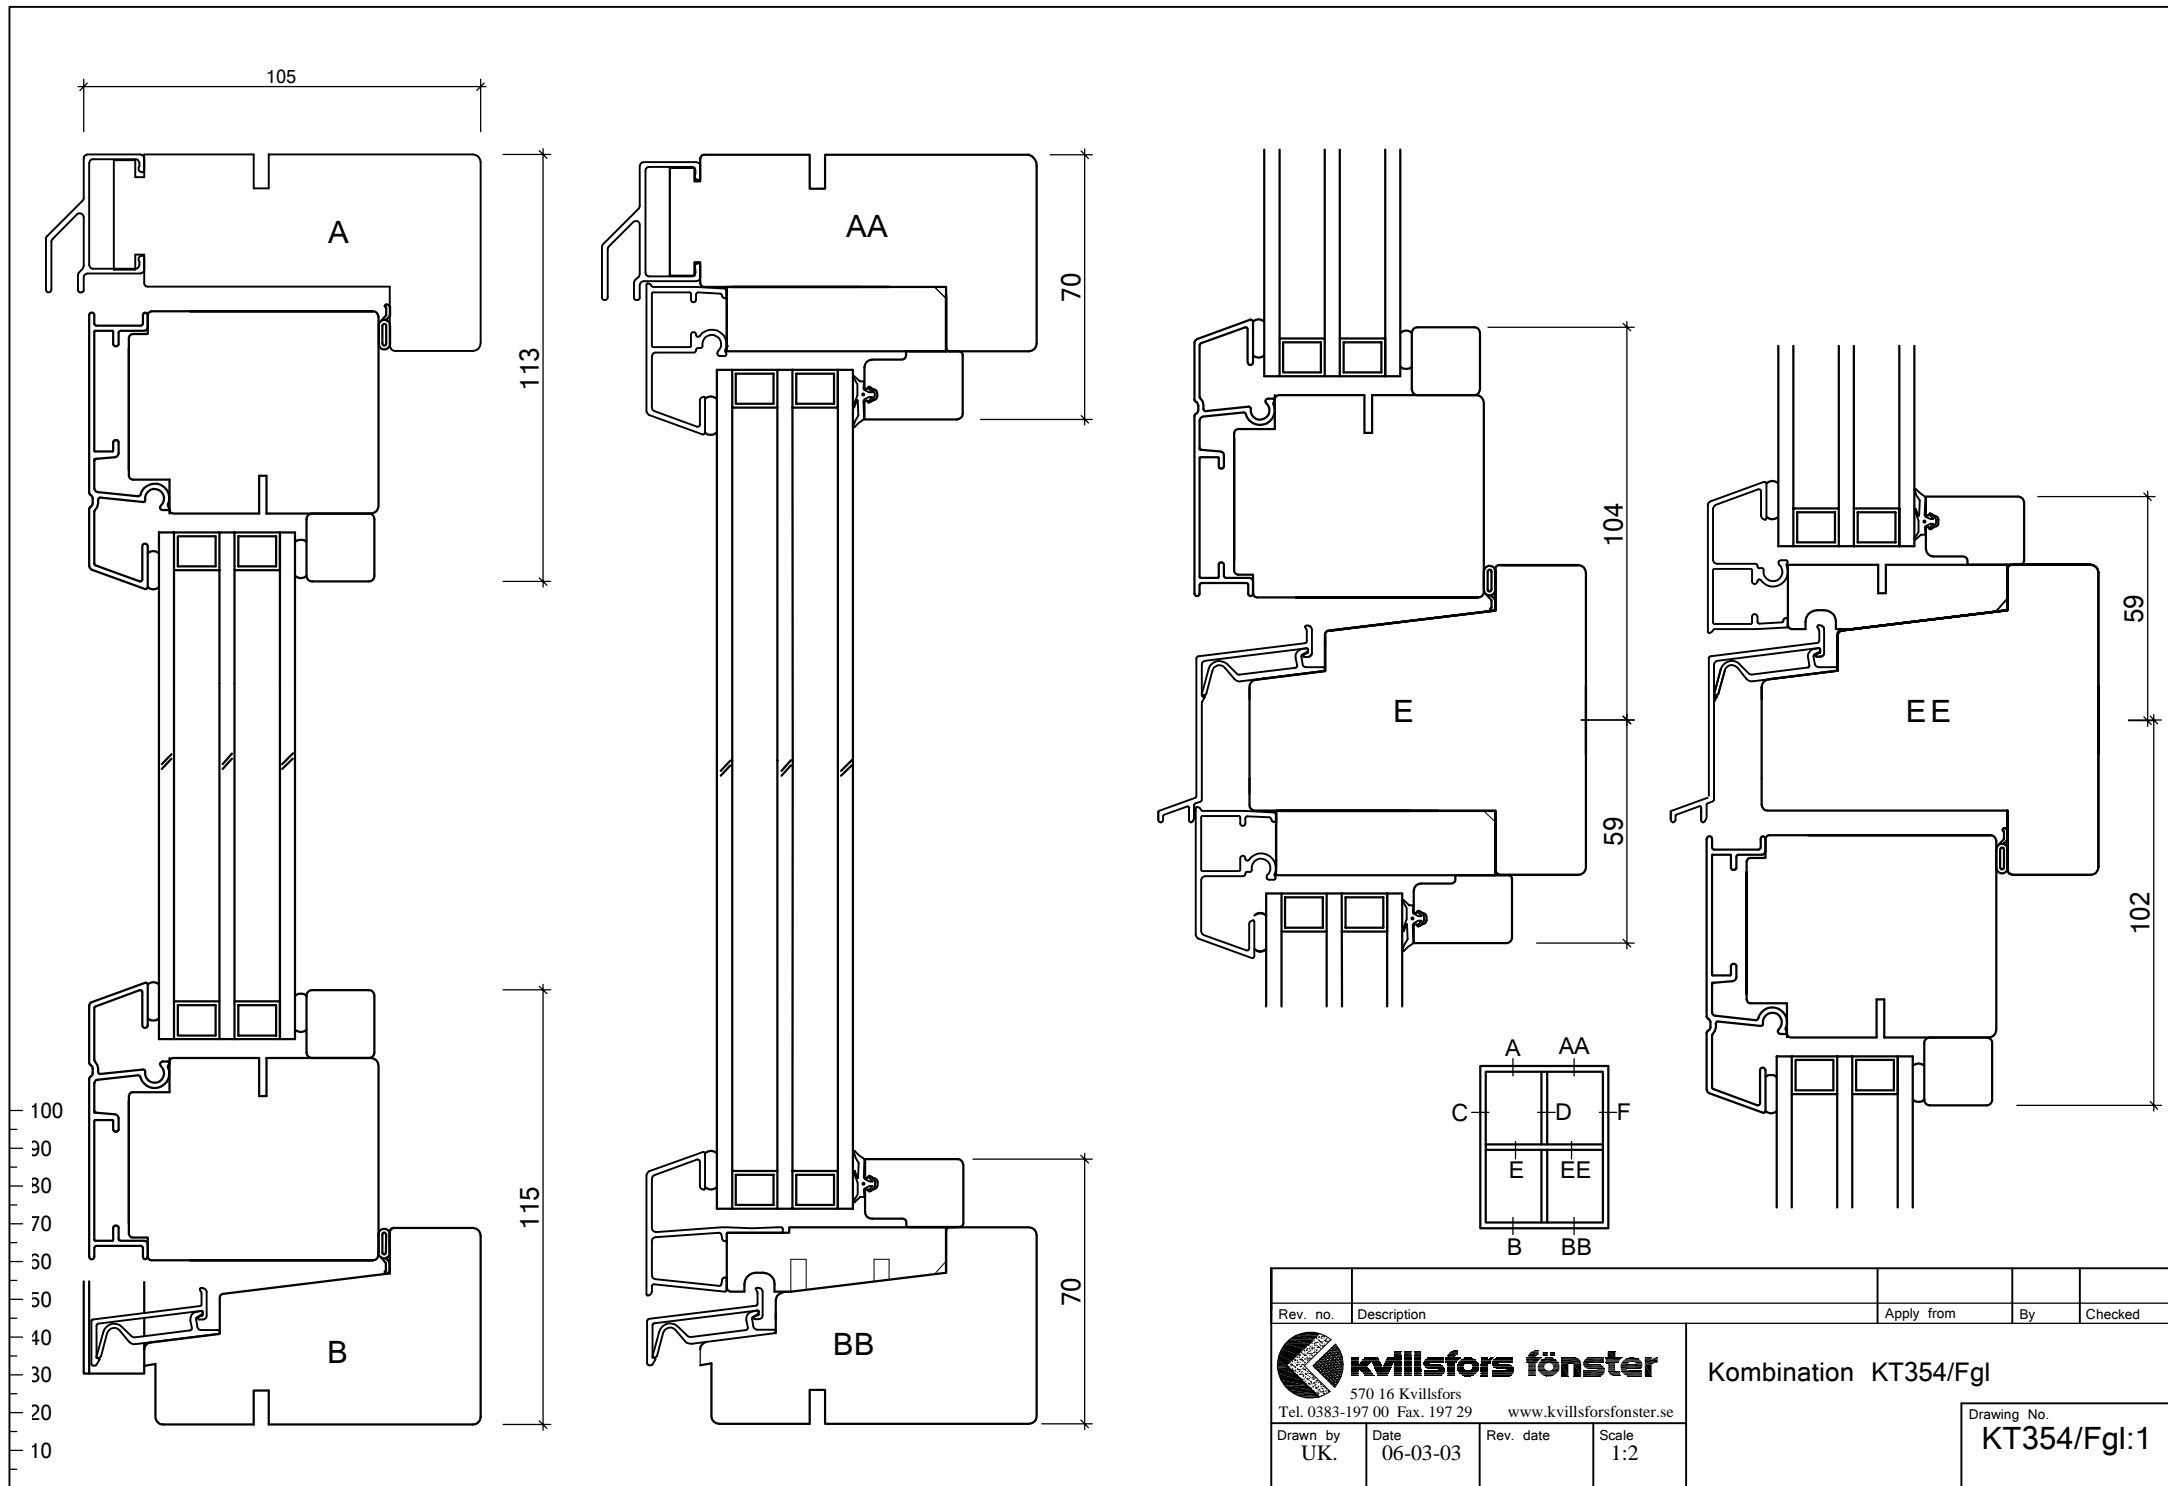 105
A
113
AA
70
104
E
59
59
EE
102
100
90
80
70
60
50
40
30
20
10
115
B
70
BB
A AA
C D F
E EE
B BB
Rev. no. Description Apply from By Checked
kvillsfors fönster
570 16 Kvillsfors
Tel. 0383-197 00 Fax. 197 29 www.kvillsforsfonster.se
Kombination KT354/Fgl
Drawn by Date Rev. date Scale
UK. 06-03-03 1:2
Drawing No.
KT354/Fgl:1